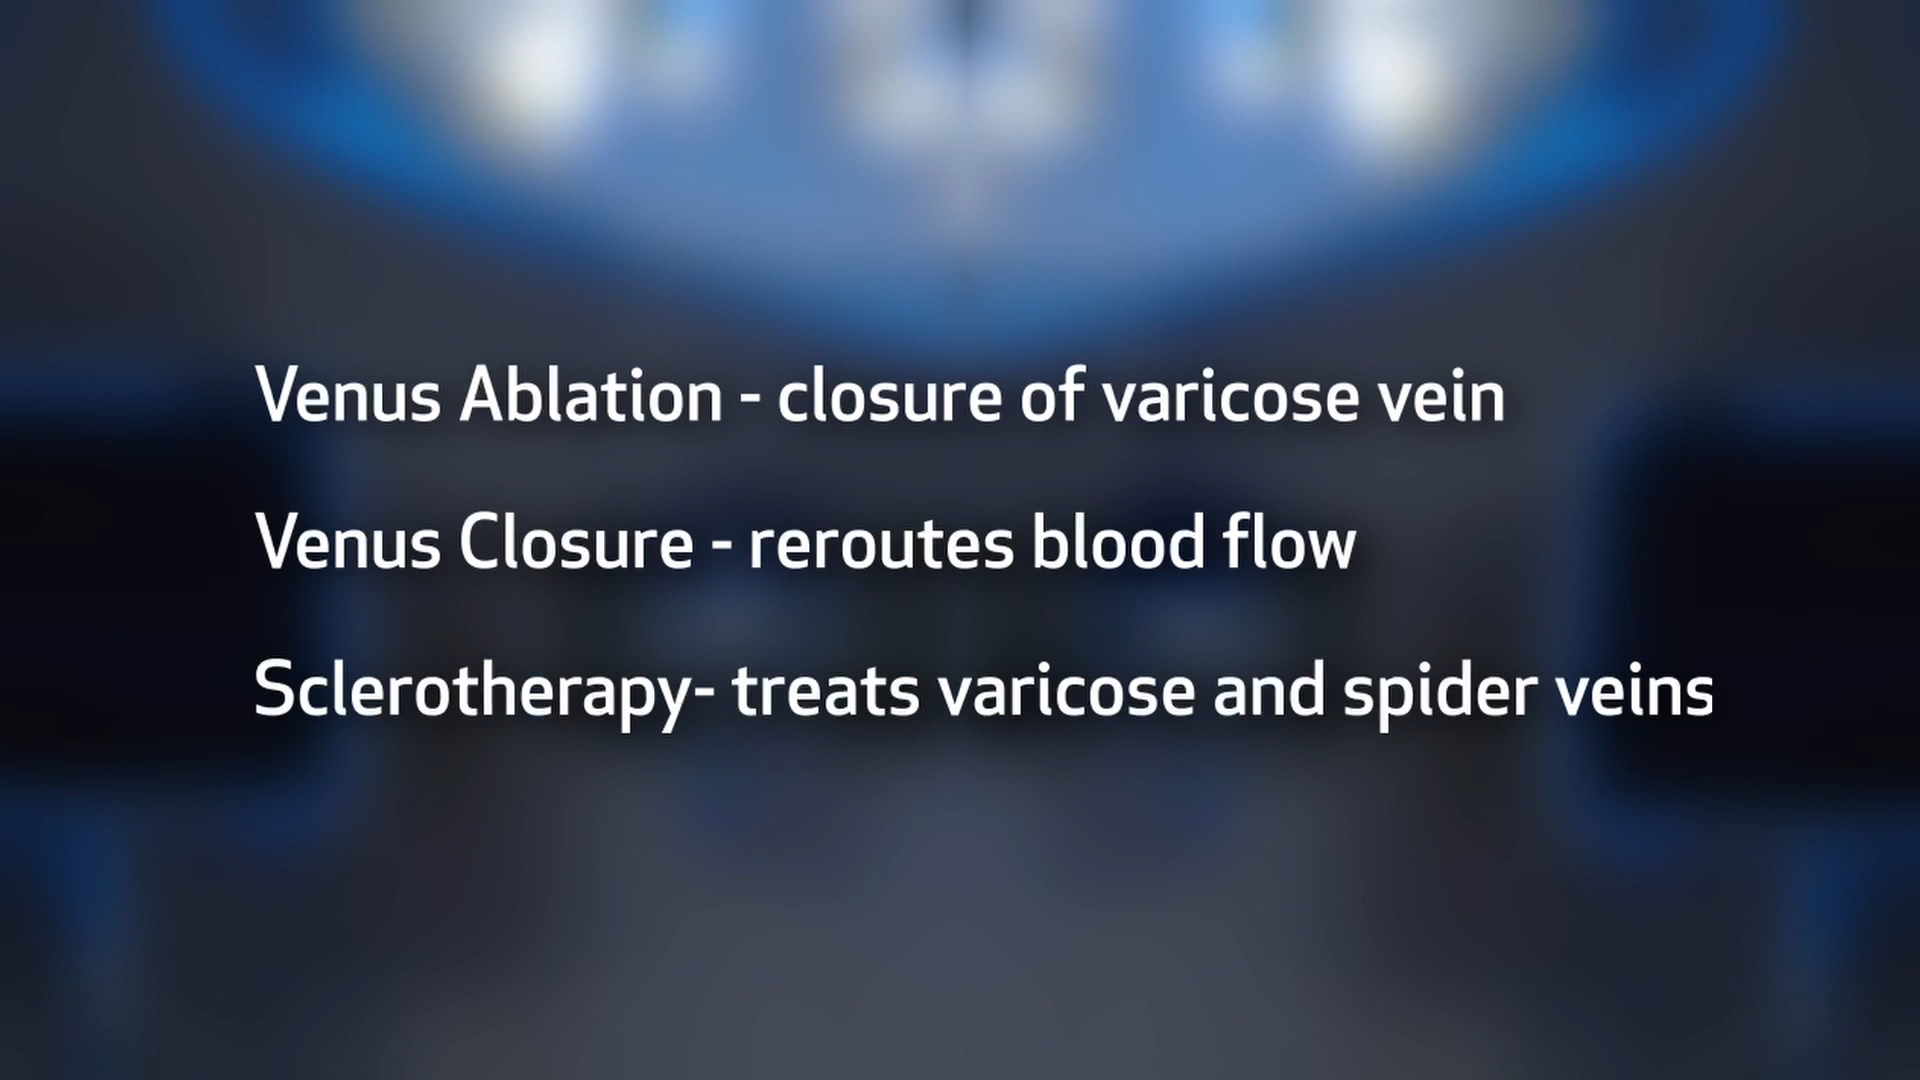 Venus Ablation - closure of varicose vein
Venus Closure - reroutes blood flow
Sclerotherapy- treats varicose and spider veins